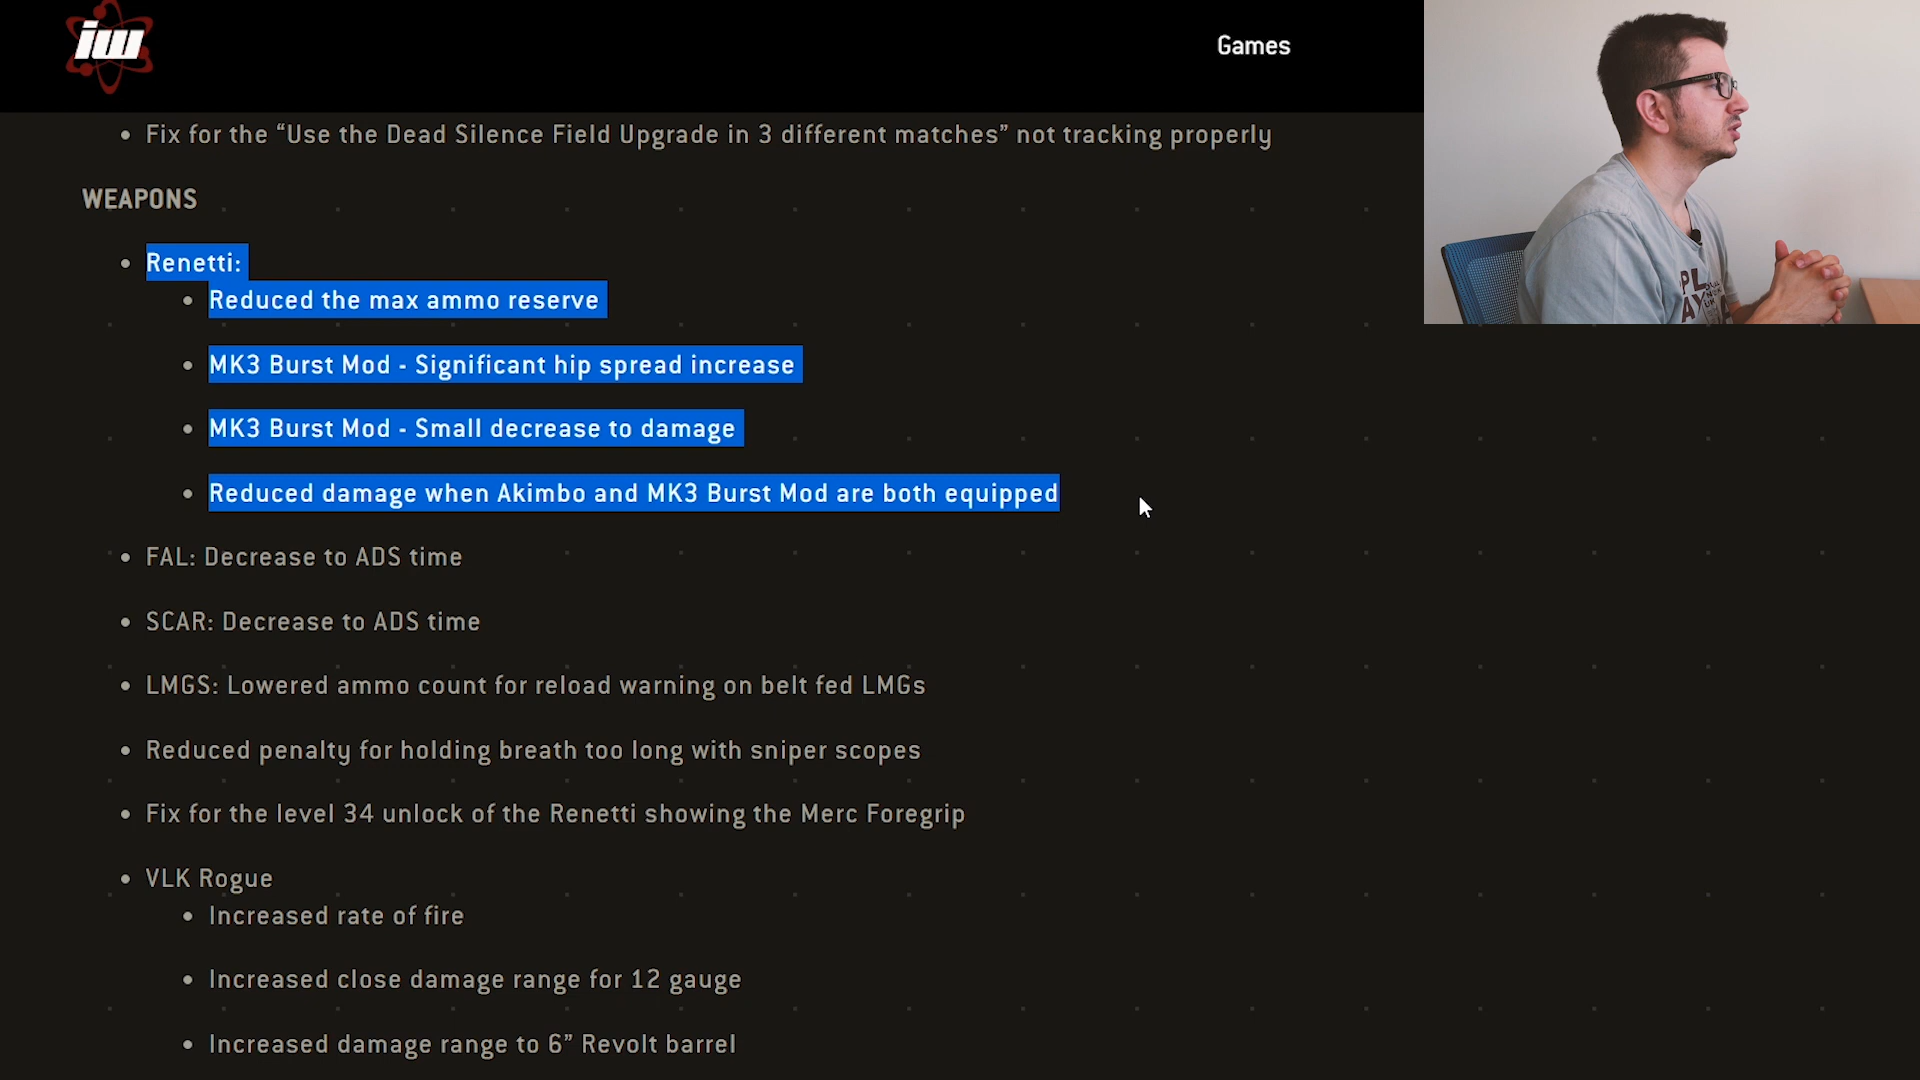 iw
Games
Fix for the “Use the Dead Silence Field Upgrade in 3 different matches” not tracking properly
WEAPONS
Renetti:
Reduced the max ammo reserve
MK3 Burst Mod - Significant hip spread increase
MK3 Burst Mod - Small decrease to damage
Reduced damage when Akimbo and MK3 Burst Mod are both equipped
FAL: Decrease to ADS time
SCAR: Decrease to ADS time
LMGS: Lowered ammo count for reload warning on belt fed LMGs
Reduced penalty for holding breath too long with sniper scopes
Fix for the level 34 unlock of the Renetti showing the Merc Foregrip
VLK Rogue
Increased rate of fire
Increased close damage range for 12 gauge
Increased damage range to 6” Revolt barrel